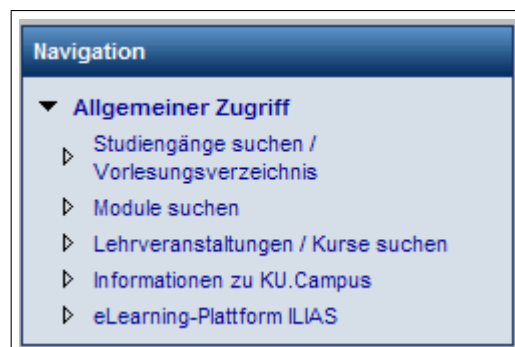 Navigation
Allgemeiner Zugriff
Studiengänge suchen /
Vorlesungsverzeichnis
Module suchen
Lehrveranstaltungen / Kurse suchen
Informationen zu KU.Campus
eLearning-Plattform ILIAS